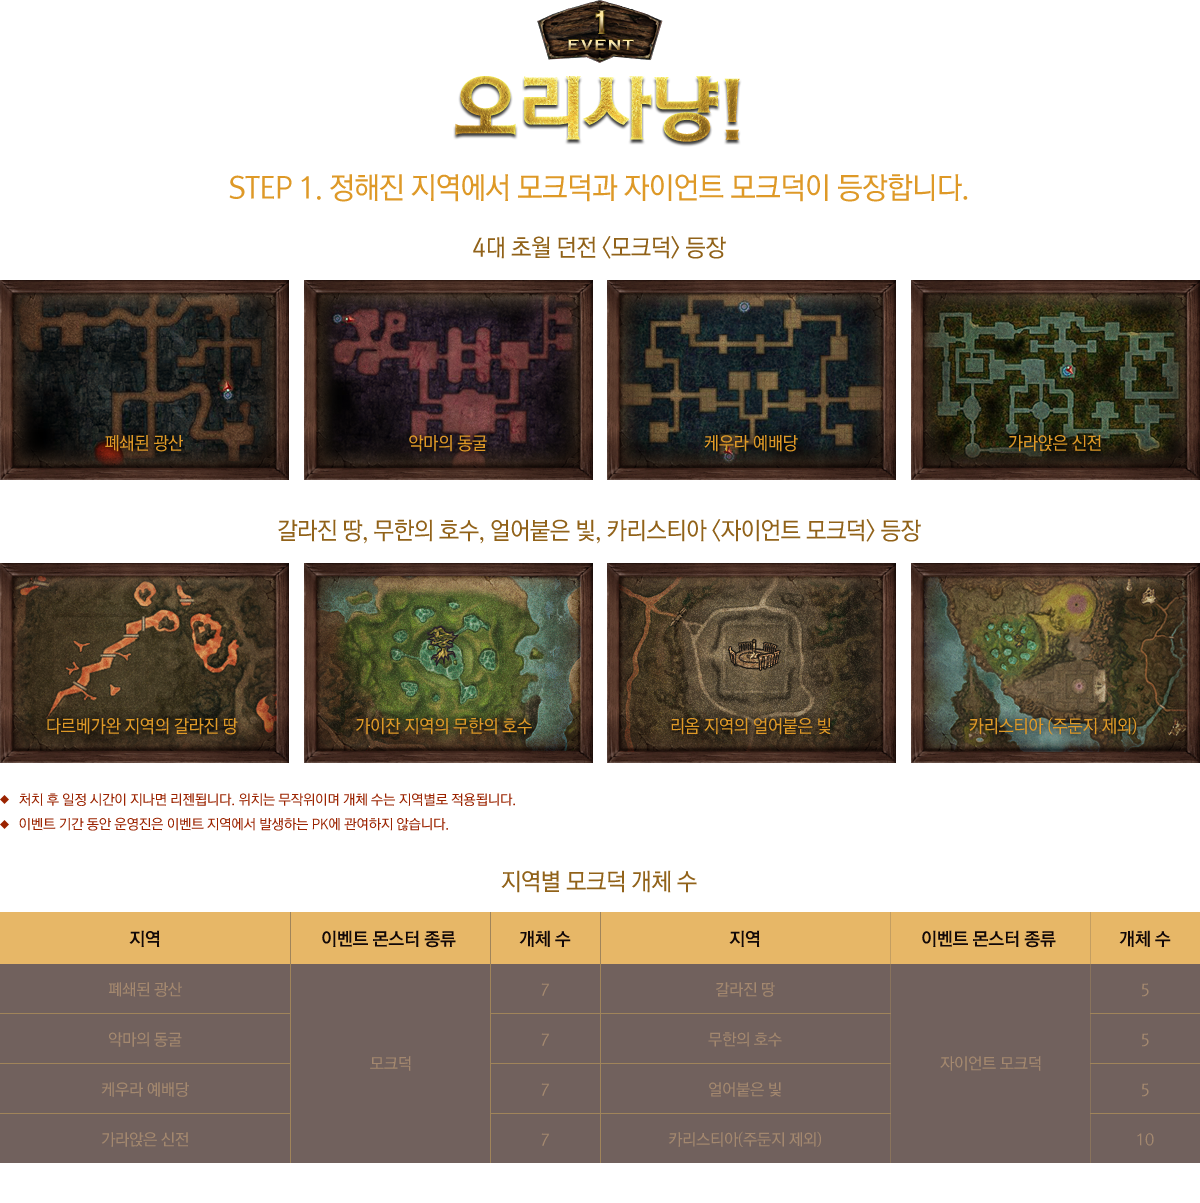 1
EVENT
오리사냥!
STEP 1. 정해진 지역에서 모크덕과 자이언트 모크덕이 등장합니다.
4대 초월 던전 〈모크덕〉 등장
폐쇄된 광산
악마의 동굴
케우라 예배당
가라앉은 신전
갈라진 땅, 무한의 호수, 얼어붙은 빛, 카리스티아 〈자이언트 모크덕〉 등장
다르베가완 지역의 갈라진 땅
가이잔 지역의 무한의 호수
리옴 지역의 얼어붙은 빛
카리스티아 (주둔지 제외)
◆ 처치 후 일정 시간이 지나면 리젠됩니다. 위치는 무작위이며 개체 수는 지역별로 적용됩니다.
◆ 이벤트 기간 동안 운영진은 이벤트 지역에서 발생하는 PK에 관여하지 않습니다.
지역별 모크덕 개체 수
지역 이벤트 몬스터 종류 개체 수 지역 이벤트 몬스터 종류 개체 수
폐쇄된 광산 7 갈라진 땅 5
악마의 동굴 7 무한의 호수 5
모크덕 자이언트 모크덕
케우라 예배당 7 얼어붙은 빛 5
가라앉은 신전 7 카리스티아(주둔지 제외) 10